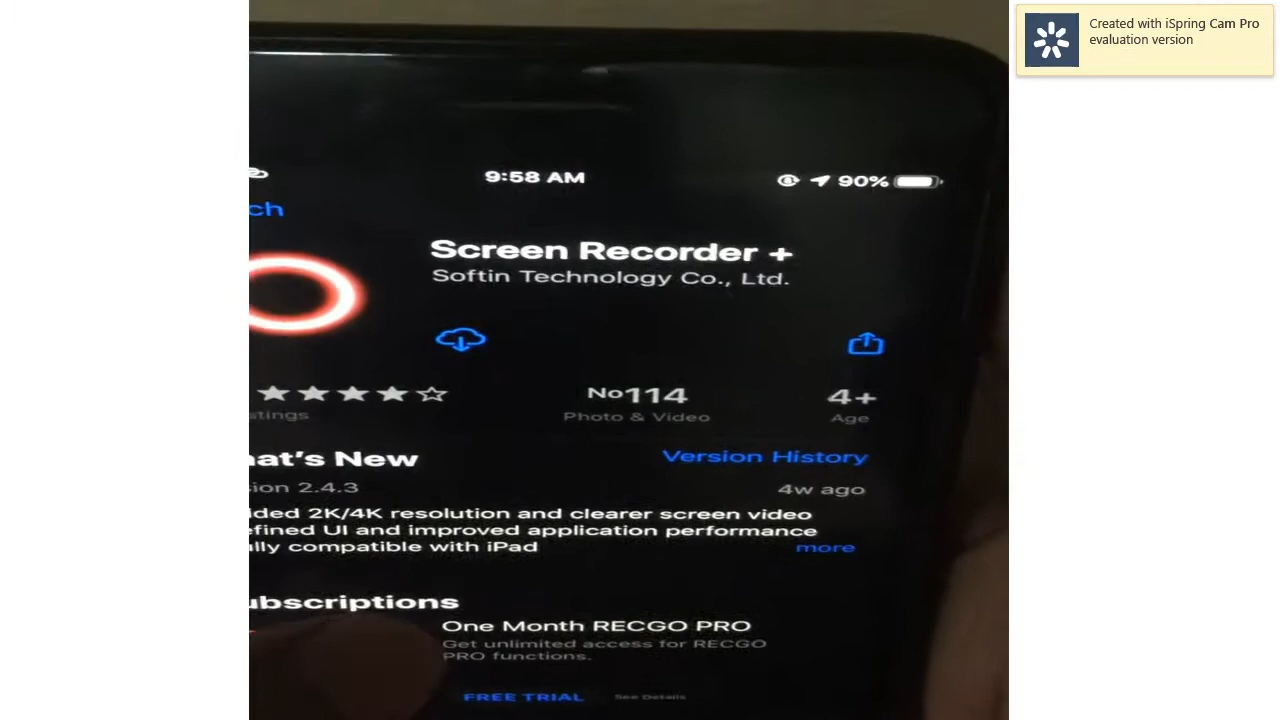 Created with iSpring Cam Pro
evaluation version
9:58 AM
90%
ch
Screen Recorder +
Softin Technology Co., Ltd.
No114
4+
tings
Photo & Video
Age
at's New
Version History
ion 2.4.3
4w ago
ded 2K/4K resolution and clearer screen video
efined UI and improved application performance
lly compatible with iPad
more
ubscriptions
One Month RECGO PRO
Get unlimited access for RECGO
PRO functions.
FREE TRIAL
See Details